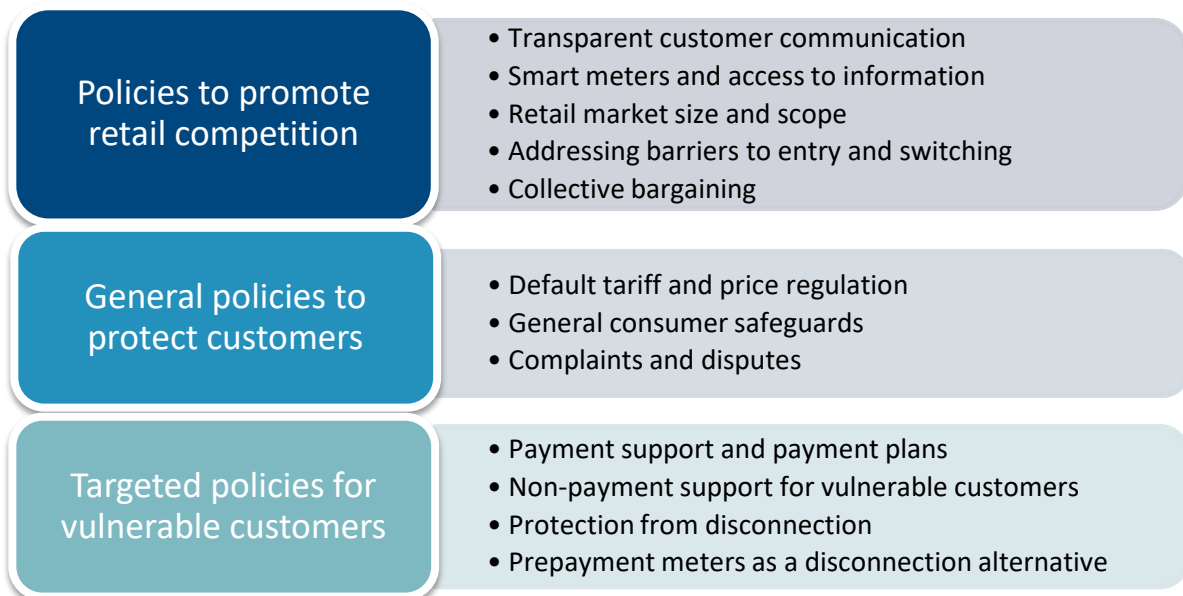 Policies to promote
retail competition
• Transparent customer communication
• Smart meters and access to information
• Retail market size and scope
• Addressing barriers to entry and switching
• Collective bargaining
General policies to
protect customers
• Default tariff and price regulation
• General consumer safeguards
• Complaints and disputes
Targeted policies for
vulnerable customers
• Payment support and payment plans
• Non-payment support for vulnerable customers
• Protection from disconnection
• Prepayment meters as a disconnection alternative